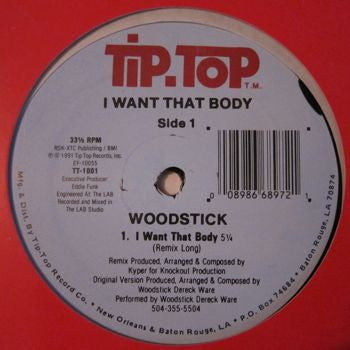 TIP.TOP T.M.
I WANT THAT BODY
Side 1
33⅓ RPM
RSK-XTC Publishing / BMI
℗ © 1991 Tip Top Records, Inc.
EF-10055
TT-1001
Executive Producer:
Eddie Funk
Engineered At: The LAB
Recorded and Mixed in
The LAB Studio
0 08986 68972 1
WOODSTICK
1. I Want That Body 5¼
(Remix Long)
Remix Produced, Arranged & Composed by
Kyper for Knockout Production
Original Version Produced, Arranged & Composed by
Woodstick Dereck Ware
Performed by Woodstick Dereck Ware
504-355-5504
Mfg. & Dist. By Tip.Top Record Co. • New Orleans & Baton Rouge, LA • P.O. Box 74684 • Baton Rouge, LA 70874